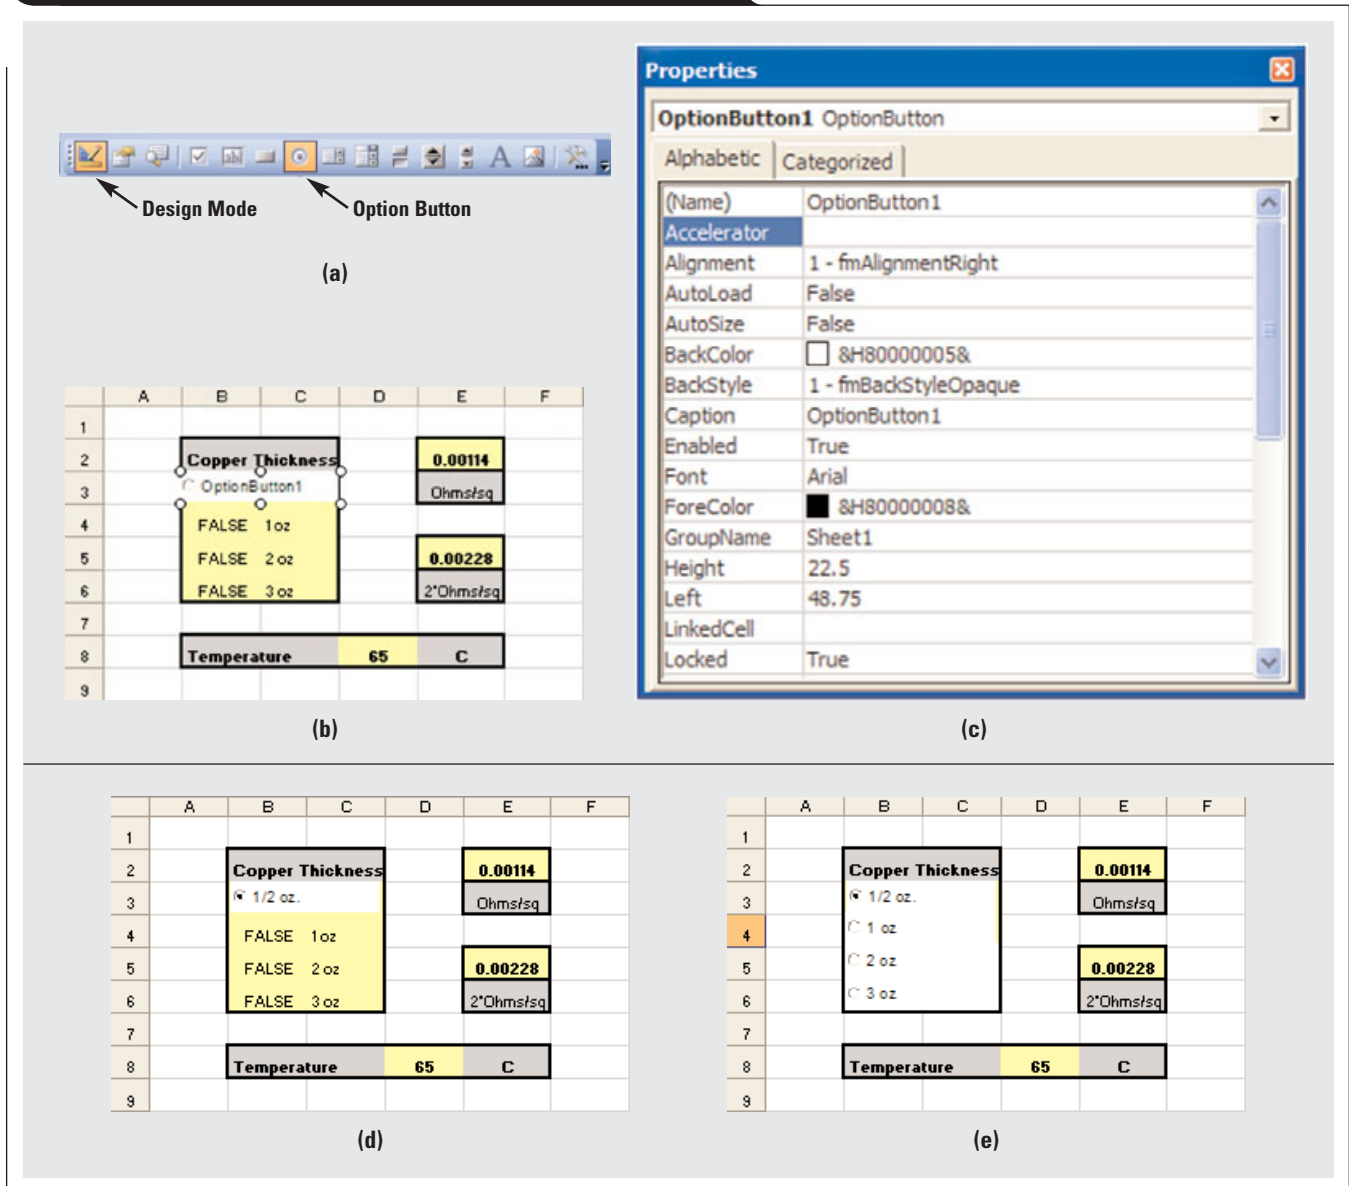 Design Mode
Option Button
(a)
A B C D E F
1
2 Copper Thickness 0.00114
3 OptionButton1 Ohms/sq
4 FALSE 1 oz
5 FALSE 2 oz 0.00228
6 FALSE 3 oz 2*Ohms/sq
7
8 Temperature 65 C
9
(b)
Properties
OptionButton1 OptionButton
Alphabetic Categorized
(Name) OptionButton1
Accelerator
Alignment 1 - fmAlignmentRight
AutoLoad False
AutoSize False
BackColor &H80000005&
BackStyle 1 - fmBackStyleOpaque
Caption OptionButton1
Enabled True
Font Arial
ForeColor &H80000008&
GroupName Sheet1
Height 22.5
Left 48.75
LinkedCell
Locked True
(c)
A B C D E F
1
2 Copper Thickness 0.00114
3 1/2 oz. Ohms/sq
4 FALSE 1 oz
5 FALSE 2 oz 0.00228
6 FALSE 3 oz 2*Ohms/sq
7
8 Temperature 65 C
9
(d)
A B C D E F
1
2 Copper Thickness 0.00114
3 1/2 oz. Ohms/sq
4 1 oz
5 2 oz 0.00228
6 3 oz 2*Ohms/sq
7
8 Temperature 65 C
9
(e)